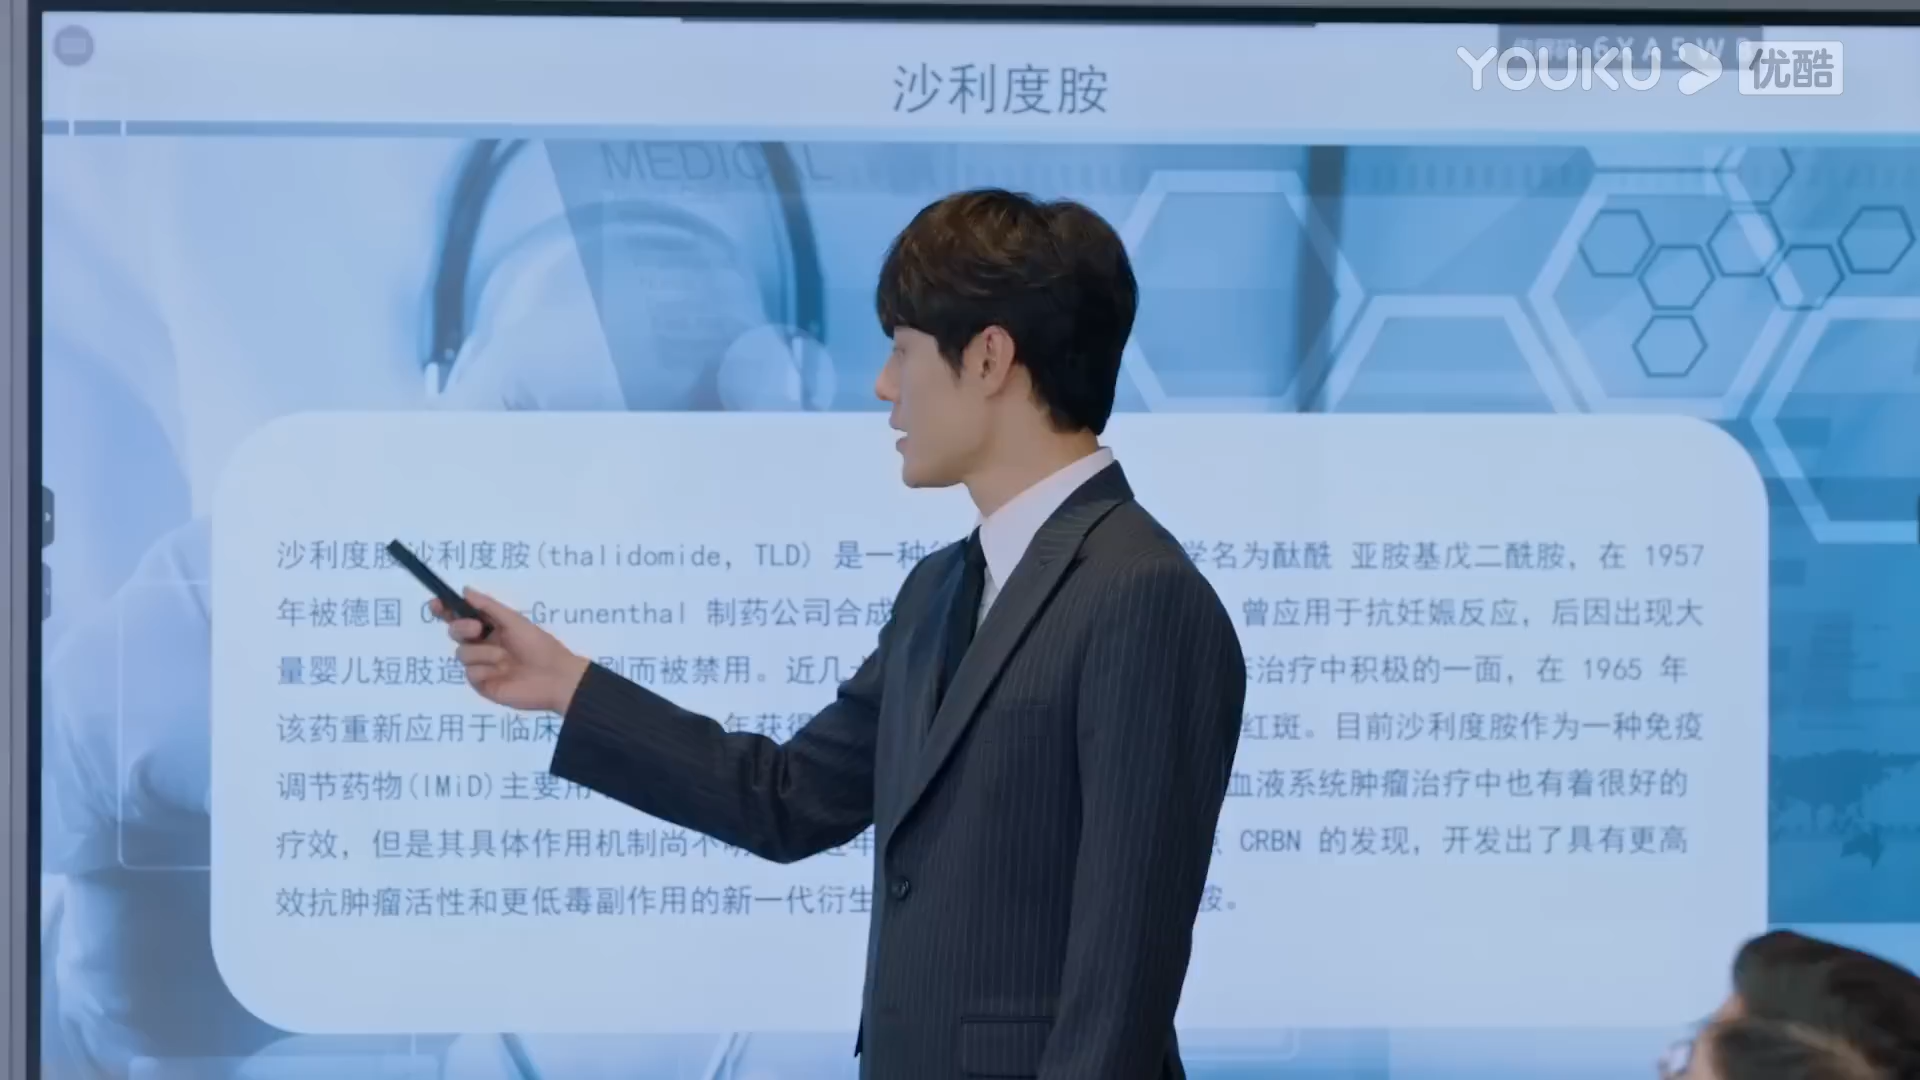 6XA5W
YOUKU 优酷
沙利度胺
MEDICAL
沙利度胺沙利度胺(thalidomide, TLD) 是一种 学名为酞酰 亚胺基戊二酰胺, 在 1957
年被德国 Grunenthal 制药公司合成 曾应用于抗妊娠反应, 后因出现大
量婴儿短肢 而被禁用。近几 治疗中积极的一面, 在 1965 年
该药重新应用于临床 年获得 红斑。目前沙利度胺作为一种免疫
调节药物(IMiD)主要用 血液系统肿瘤治疗中也有着很好的
疗效, 但是其具体作用机制尚不 年 CRBN 的发现, 开发出了具有更高
效抗肿瘤活性和更低毒副作用的新一代衍生 胺。